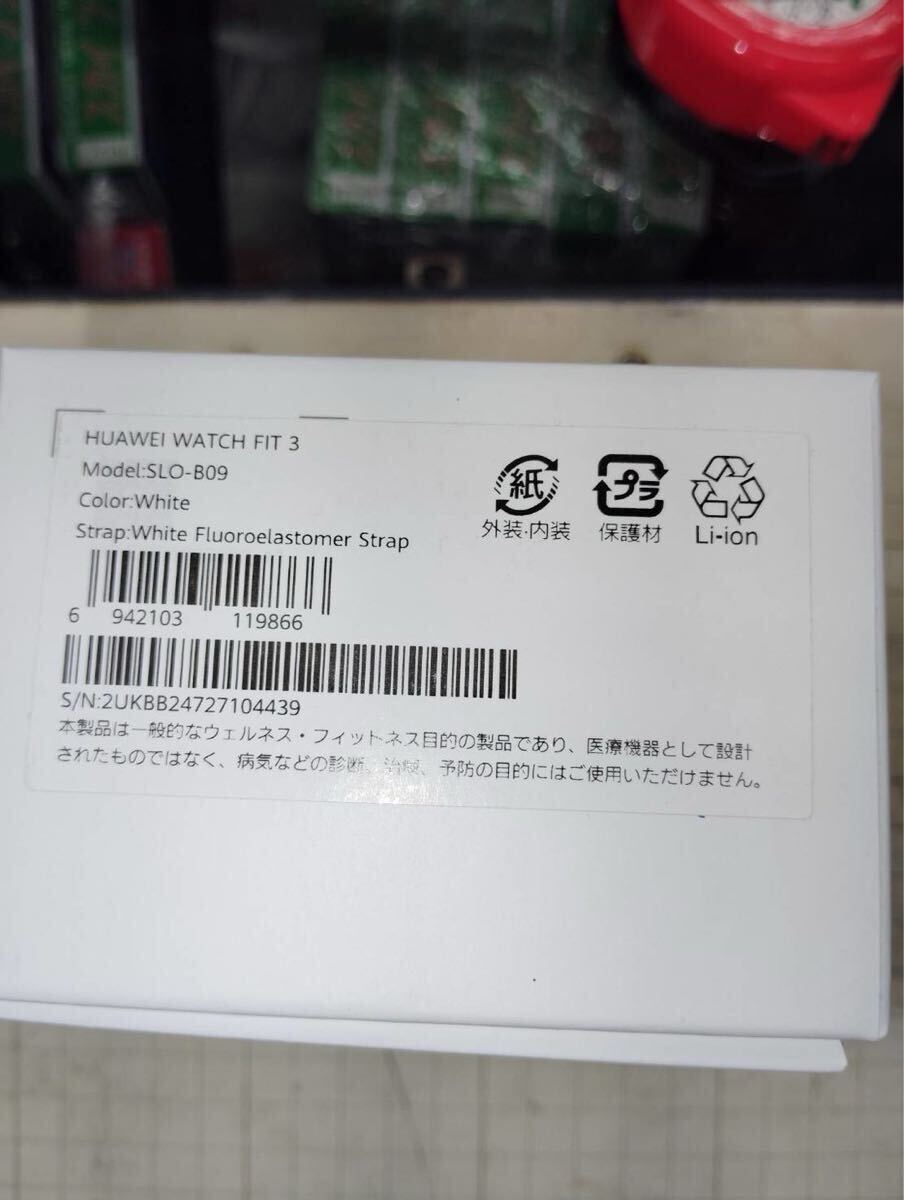 HUAWEI WATCH FIT 3
Model:SLO-B09
Color:White
Strap:White Fluoroelastomer Strap
紙
外装·内装
プラ
保護材
Li-ion
6 942103 119866
S/N:2UKBB24727104439
本製品は一般的なウェルネス・フィットネス目的の製品であり、医療機器として設計
されたものではなく、病気などの診断、治療、予防の目的にはご使用いただけません。